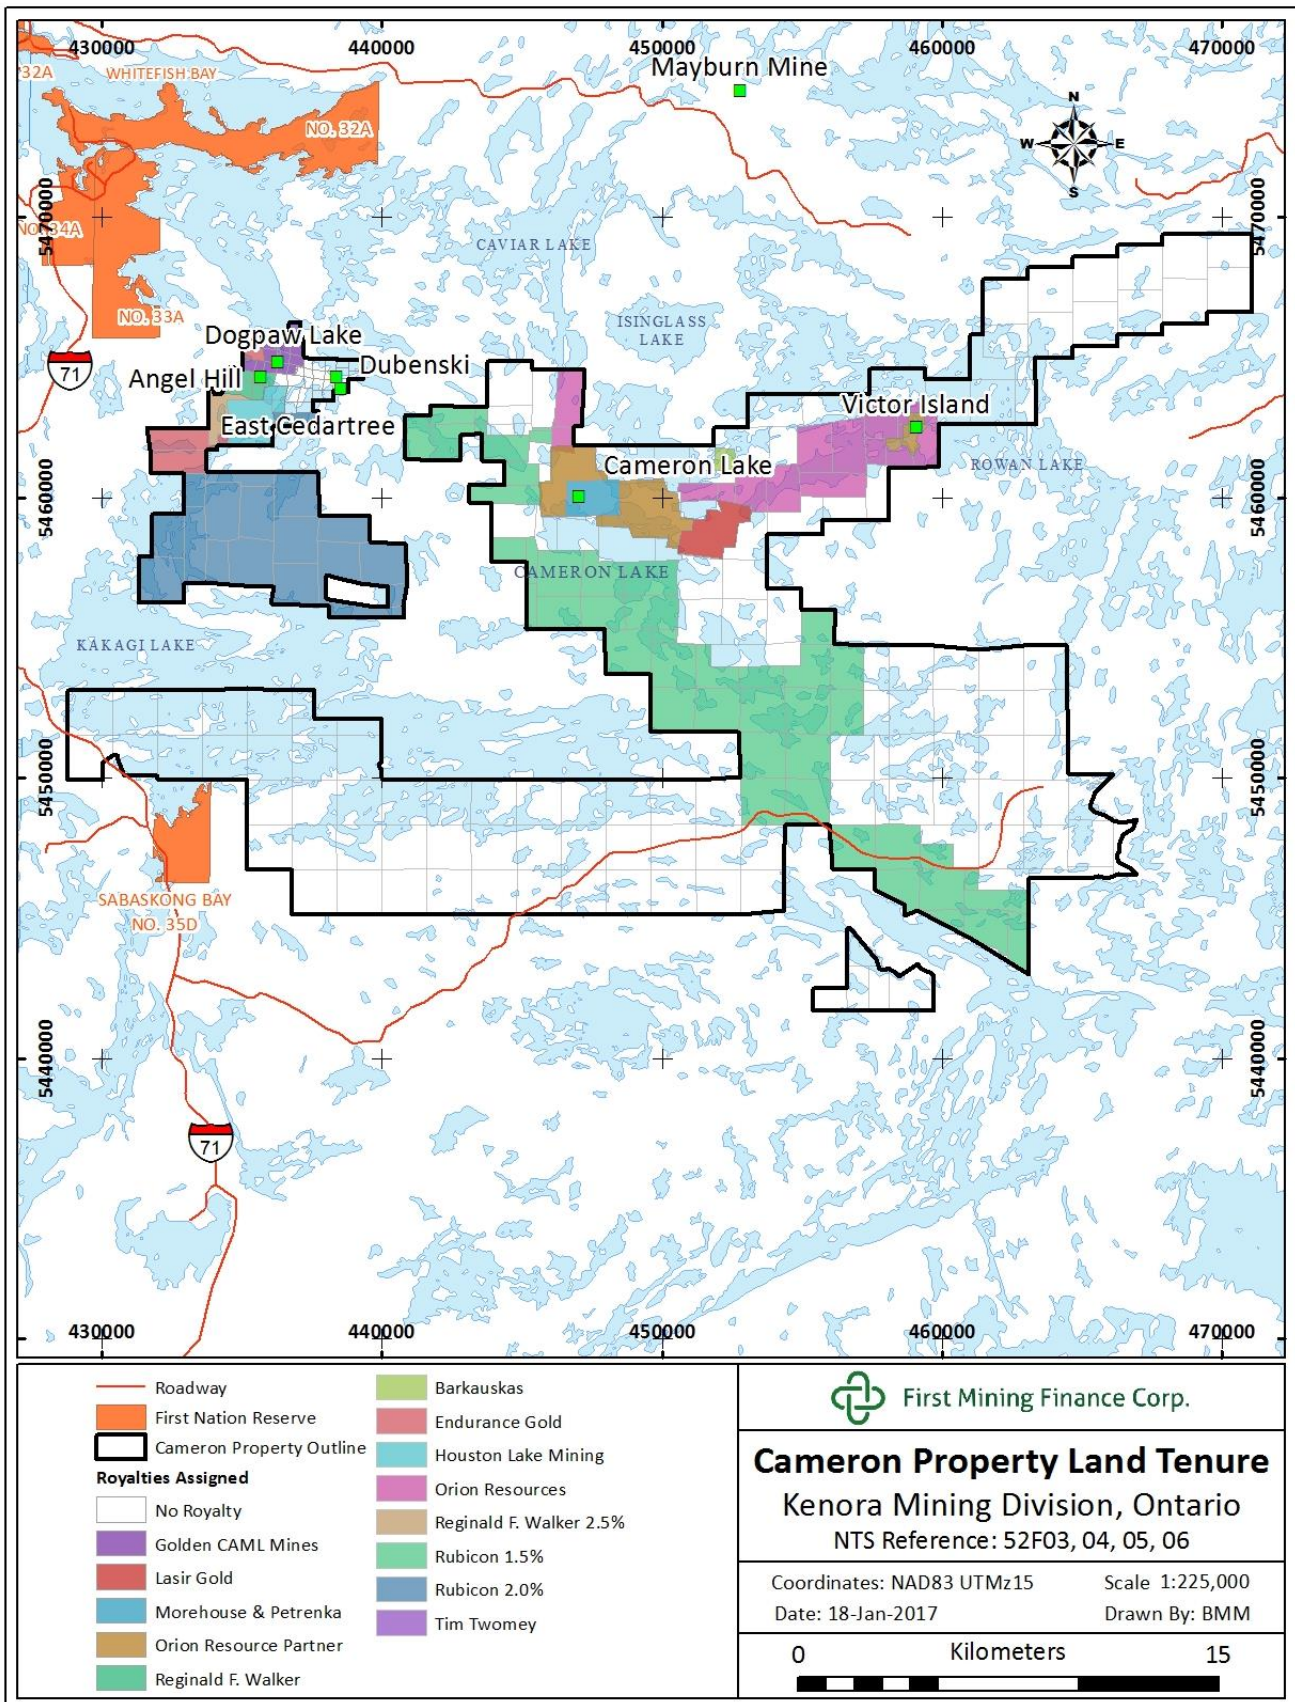 430000
440000
450000
460000
470000
32A
WHITEFISH BAY
Mayburn Mine
NO. 32A
N
W
E
S
5470000
5470000
NO. 34A
CAVIAR LAKE
NO. 33A
ISINGLASS
LAKE
Dogpaw Lake
71
Angel Hill
Dubenski
Victor Island
East Cedartree
Cameron Lake
ROWAN LAKE
5460000
5460000
CAMERON LAKE
KAKAGI LAKE
5450000
5450000
SABASKONG BAY
NO. 35D
5440000
5440000
71
430000
440000
450000
460000
470000
Roadway
First Nation Reserve
Cameron Property Outline
Royalties Assigned
No Royalty
Golden CAML Mines
Lasir Gold
Morehouse & Petrenka
Orion Resource Partner
Reginald F. Walker
Barkauskas
Endurance Gold
Houston Lake Mining
Orion Resources
Reginald F. Walker 2.5%
Rubicon 1.5%
Rubicon 2.0%
Tim Twomey
First Mining Finance Corp.
Cameron Property Land Tenure
Kenora Mining Division, Ontario
NTS Reference: 52F03, 04, 05, 06
Coordinates: NAD83 UTMz15
Scale 1:225,000
Date: 18-Jan-2017
Drawn By: BMM
0 Kilometers 15